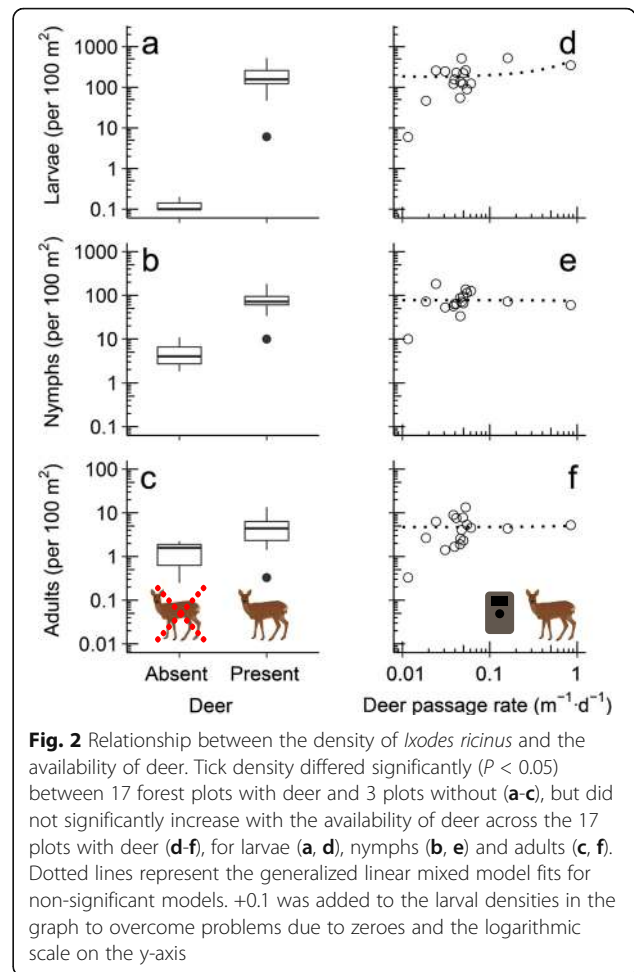 a
d
Larvae (per 100 m²)
1000
100
10
1
0.1
b
e
Nymphs (per 100 m²)
1000
100
10
1
0.1
c
f
Adults (per 100 m²)
100
10
1
0.1
0.01
Absent Present
0.01 0.1 1
Deer
Deer passage rate (m⁻¹·d⁻¹)
Fig. 2 Relationship between the density of Ixodes ricinus and the
availability of deer. Tick density differed significantly (P < 0.05)
between 17 forest plots with deer and 3 plots without (a-c), but did
not significantly increase with the availability of deer across the 17
plots with deer (d-f), for larvae (a, d), nymphs (b, e) and adults (c, f).
Dotted lines represent the generalized linear mixed model fits for
non-significant models. +0.1 was added to the larval densities in the
graph to overcome problems due to zeroes and the logarithmic
scale on the y-axis